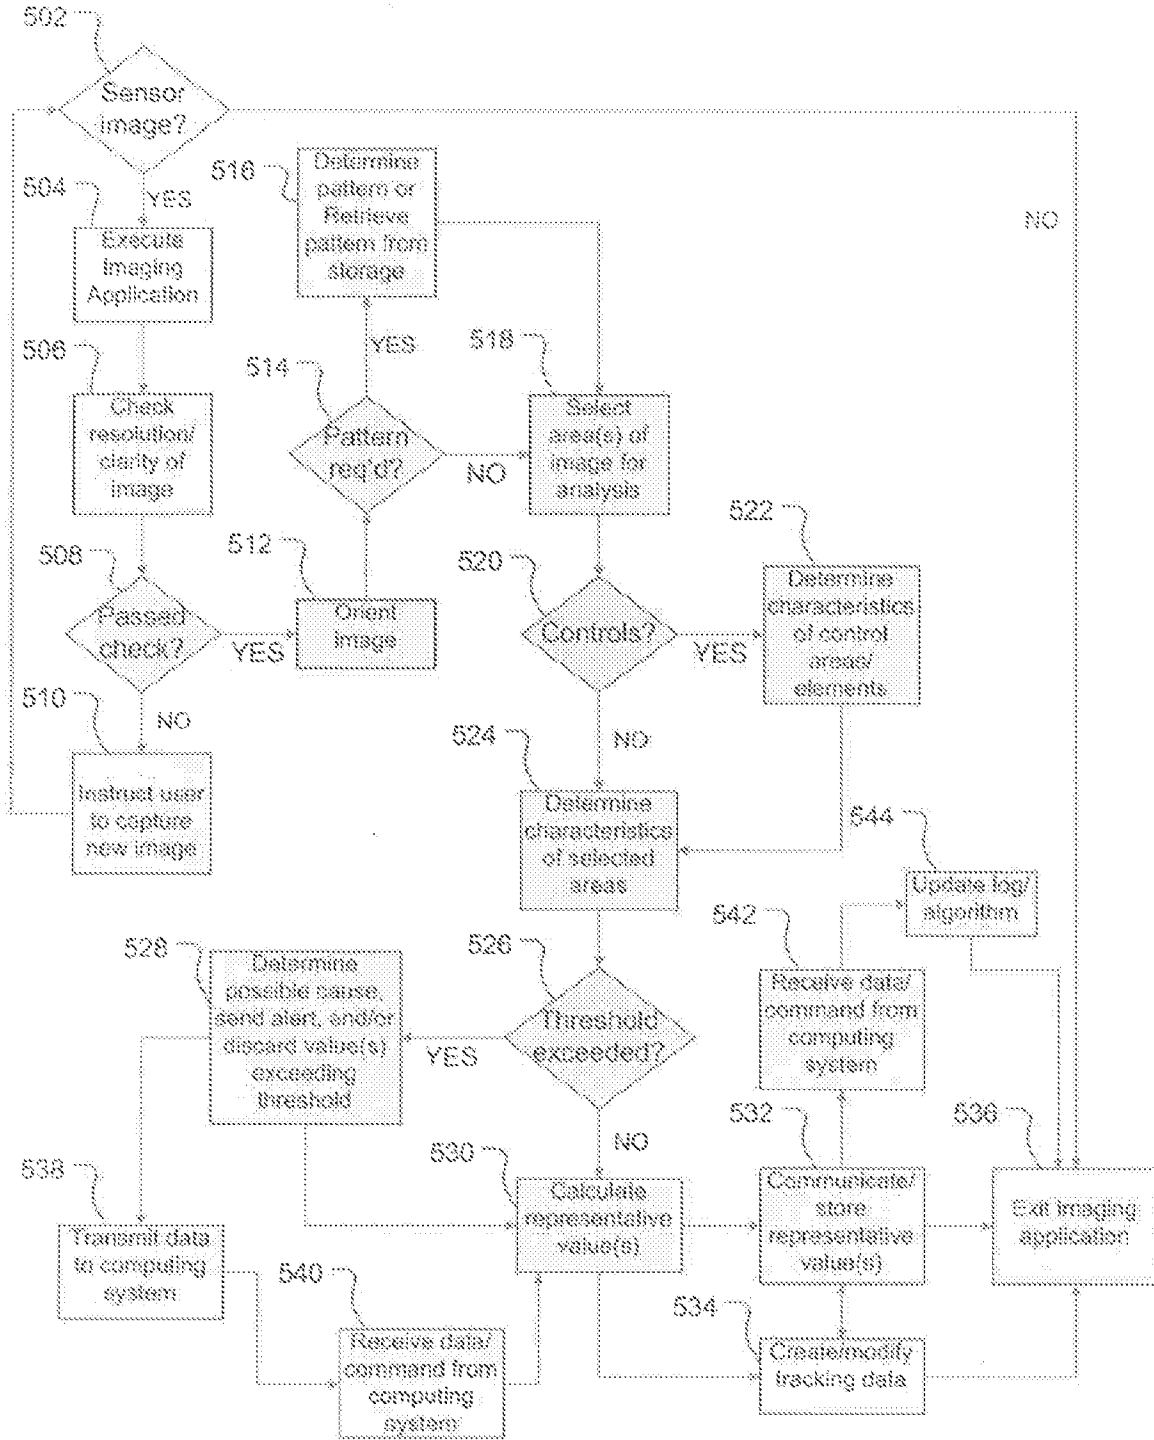 502
Sensor
image?
YES
NO
504
Execute
Imaging
Application
506
Check
resolution/
clarity of
image
508
Passed
check?
YES
NO
510
Instruct user
to capture
new image
512
Orient
Image
514
Pattern
req'd?
YES
NO
516
Determine
pattern or
Retrieve
pattern from
storage
518
Select
area(s) of
image for
analysis
520
Controls?
YES
NO
522
Determine
characteristics
of control
areas/
elements
524
Determine
characteristics
of selected
areas
526
Threshold
exceeded?
YES
NO
528
Determine
possible cause,
send alert, and/or
discard value(s)
exceeding
threshold
530
Calculate
representative
value(s)
532
Communicate/
store
representative
value(s)
534
Create/modify
tracking data
536
Exit imaging
application
538
Transmit data
to computing
system
540
Receive data/
command from
computing
system
542
Receive data/
command from
computing
system
544
Update log/
algorithm